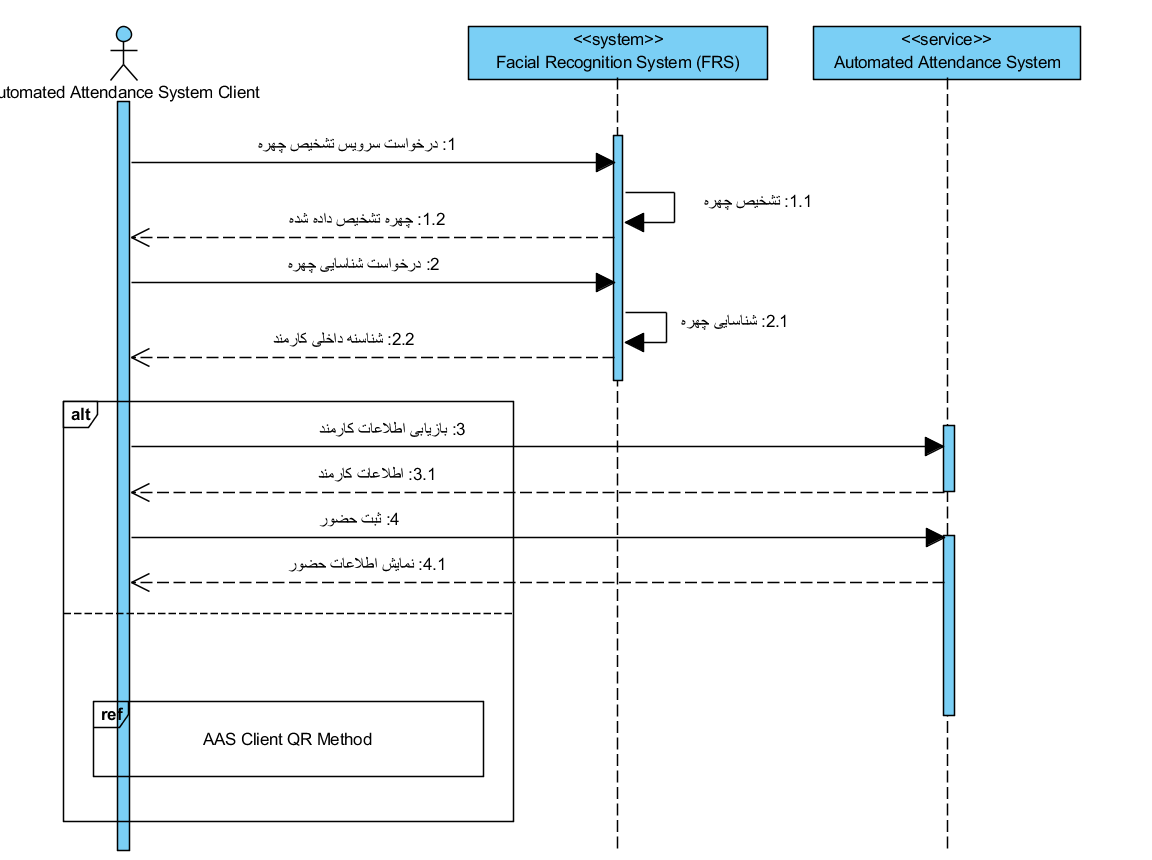 <<system>>
Facial Recognition System (FRS)
<<service>>
Automated Attendance System
utomated Attendance System Client
1: درخواست سرویس تشخیص چهره
1.1: تشخیص چهره
1.2: چهره تشخیص داده شده
2: درخواست شناسایی چهره
2.1: شناسایی چهره
2.2: شناسنه داخلی کارمند
alt
3: بازیابی اطلاعات کارمند
3.1: اطلاعات کارمند
4: ثبت حضور
4.1: نمایش اطلاعات حضور
ref
AAS Client QR Method